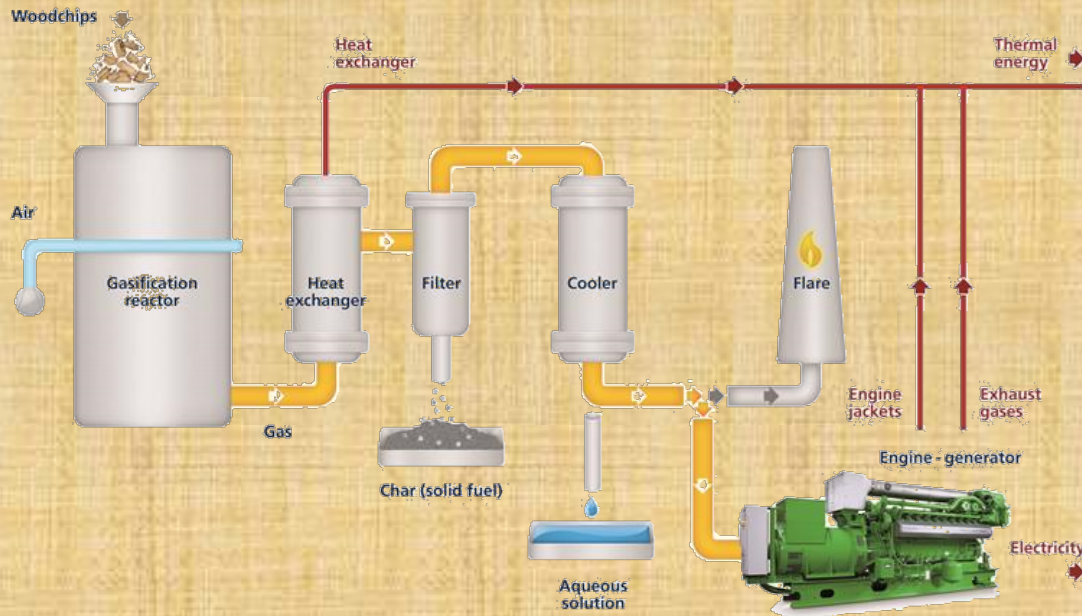 Woodchips
Heat
exchanger
Thermal
energy
Air
Gasification
reactor
Heat
exchanger
Filter
Cooler
Flare
Gas
Engine
jackets
Exhaust
gases
Engine - generator
Char (solid fuel)
Electricity
Aqueous
solution